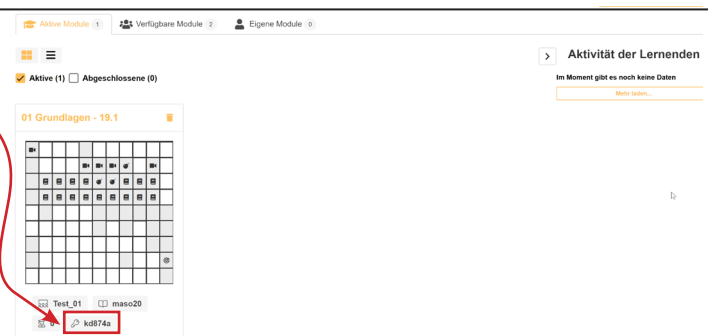 Aktive Module 1 Verfügbare Module 2 Eigene Module 0
Aktivität der Lernenden
Aktive (1) Abgeschlossene (0)
Im Moment gibt es noch keine Daten
Mehr laden...
01 Grundlagen - 19.1
Test_01 maso20
0 kd874a